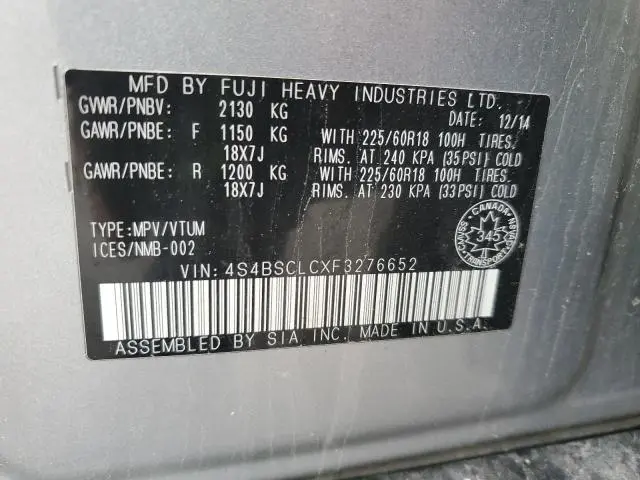 MFD BY FUJI HEAVY INDUSTRIES LTD.
GVWR/PNBV: 2130 KG DATE: 12/14
GAWR/PNBE: F 1150 KG WITH 225/60R18 100H TIRES.
18X7J RIMS. AT 240 KPA (35PSI) COLD
GAWR/PNBE: R 1200 KG WITH 225/60R18 100H TIRES.
18X7J RIMS. AT 230 KPA (33PSI) COLD
TYPE:MPV/VTUM
ICES/NMB-002
CANADA
3457
TRANSPORT
VIN: 4S4BSCLCXF3276652
ASSEMBLED BY SIA INC. MADE IN U.S.A.